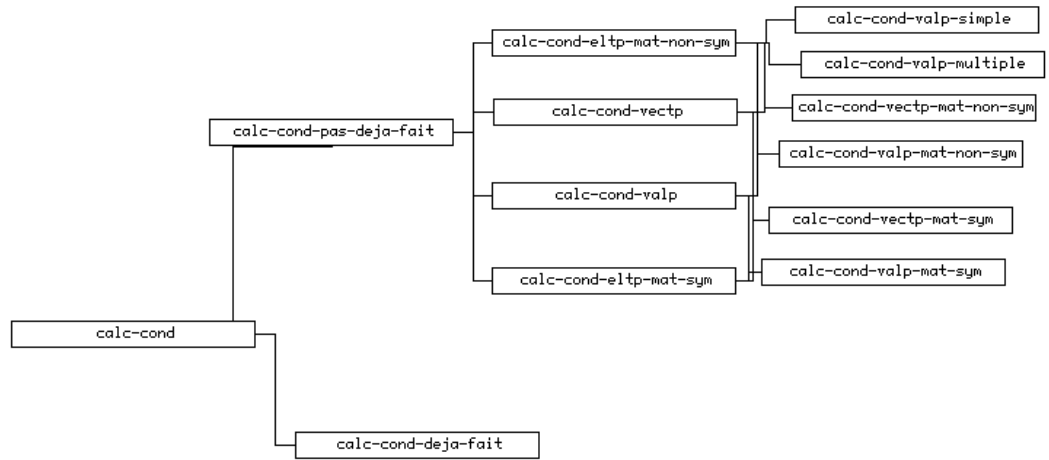 calc-cond-valp-simple
calc-cond-eltp-mat-non-sym
calc-cond-valp-multiple
calc-cond-vectp-mat-non-sym
calc-cond-vectp
calc-cond-pas-deja-fait
calc-cond-valp-mat-non-sym
calc-cond-valp
calc-cond-vectp-mat-sym
calc-cond-valp-mat-sym
calc-cond-eltp-mat-sym
calc-cond
calc-cond-deja-fait